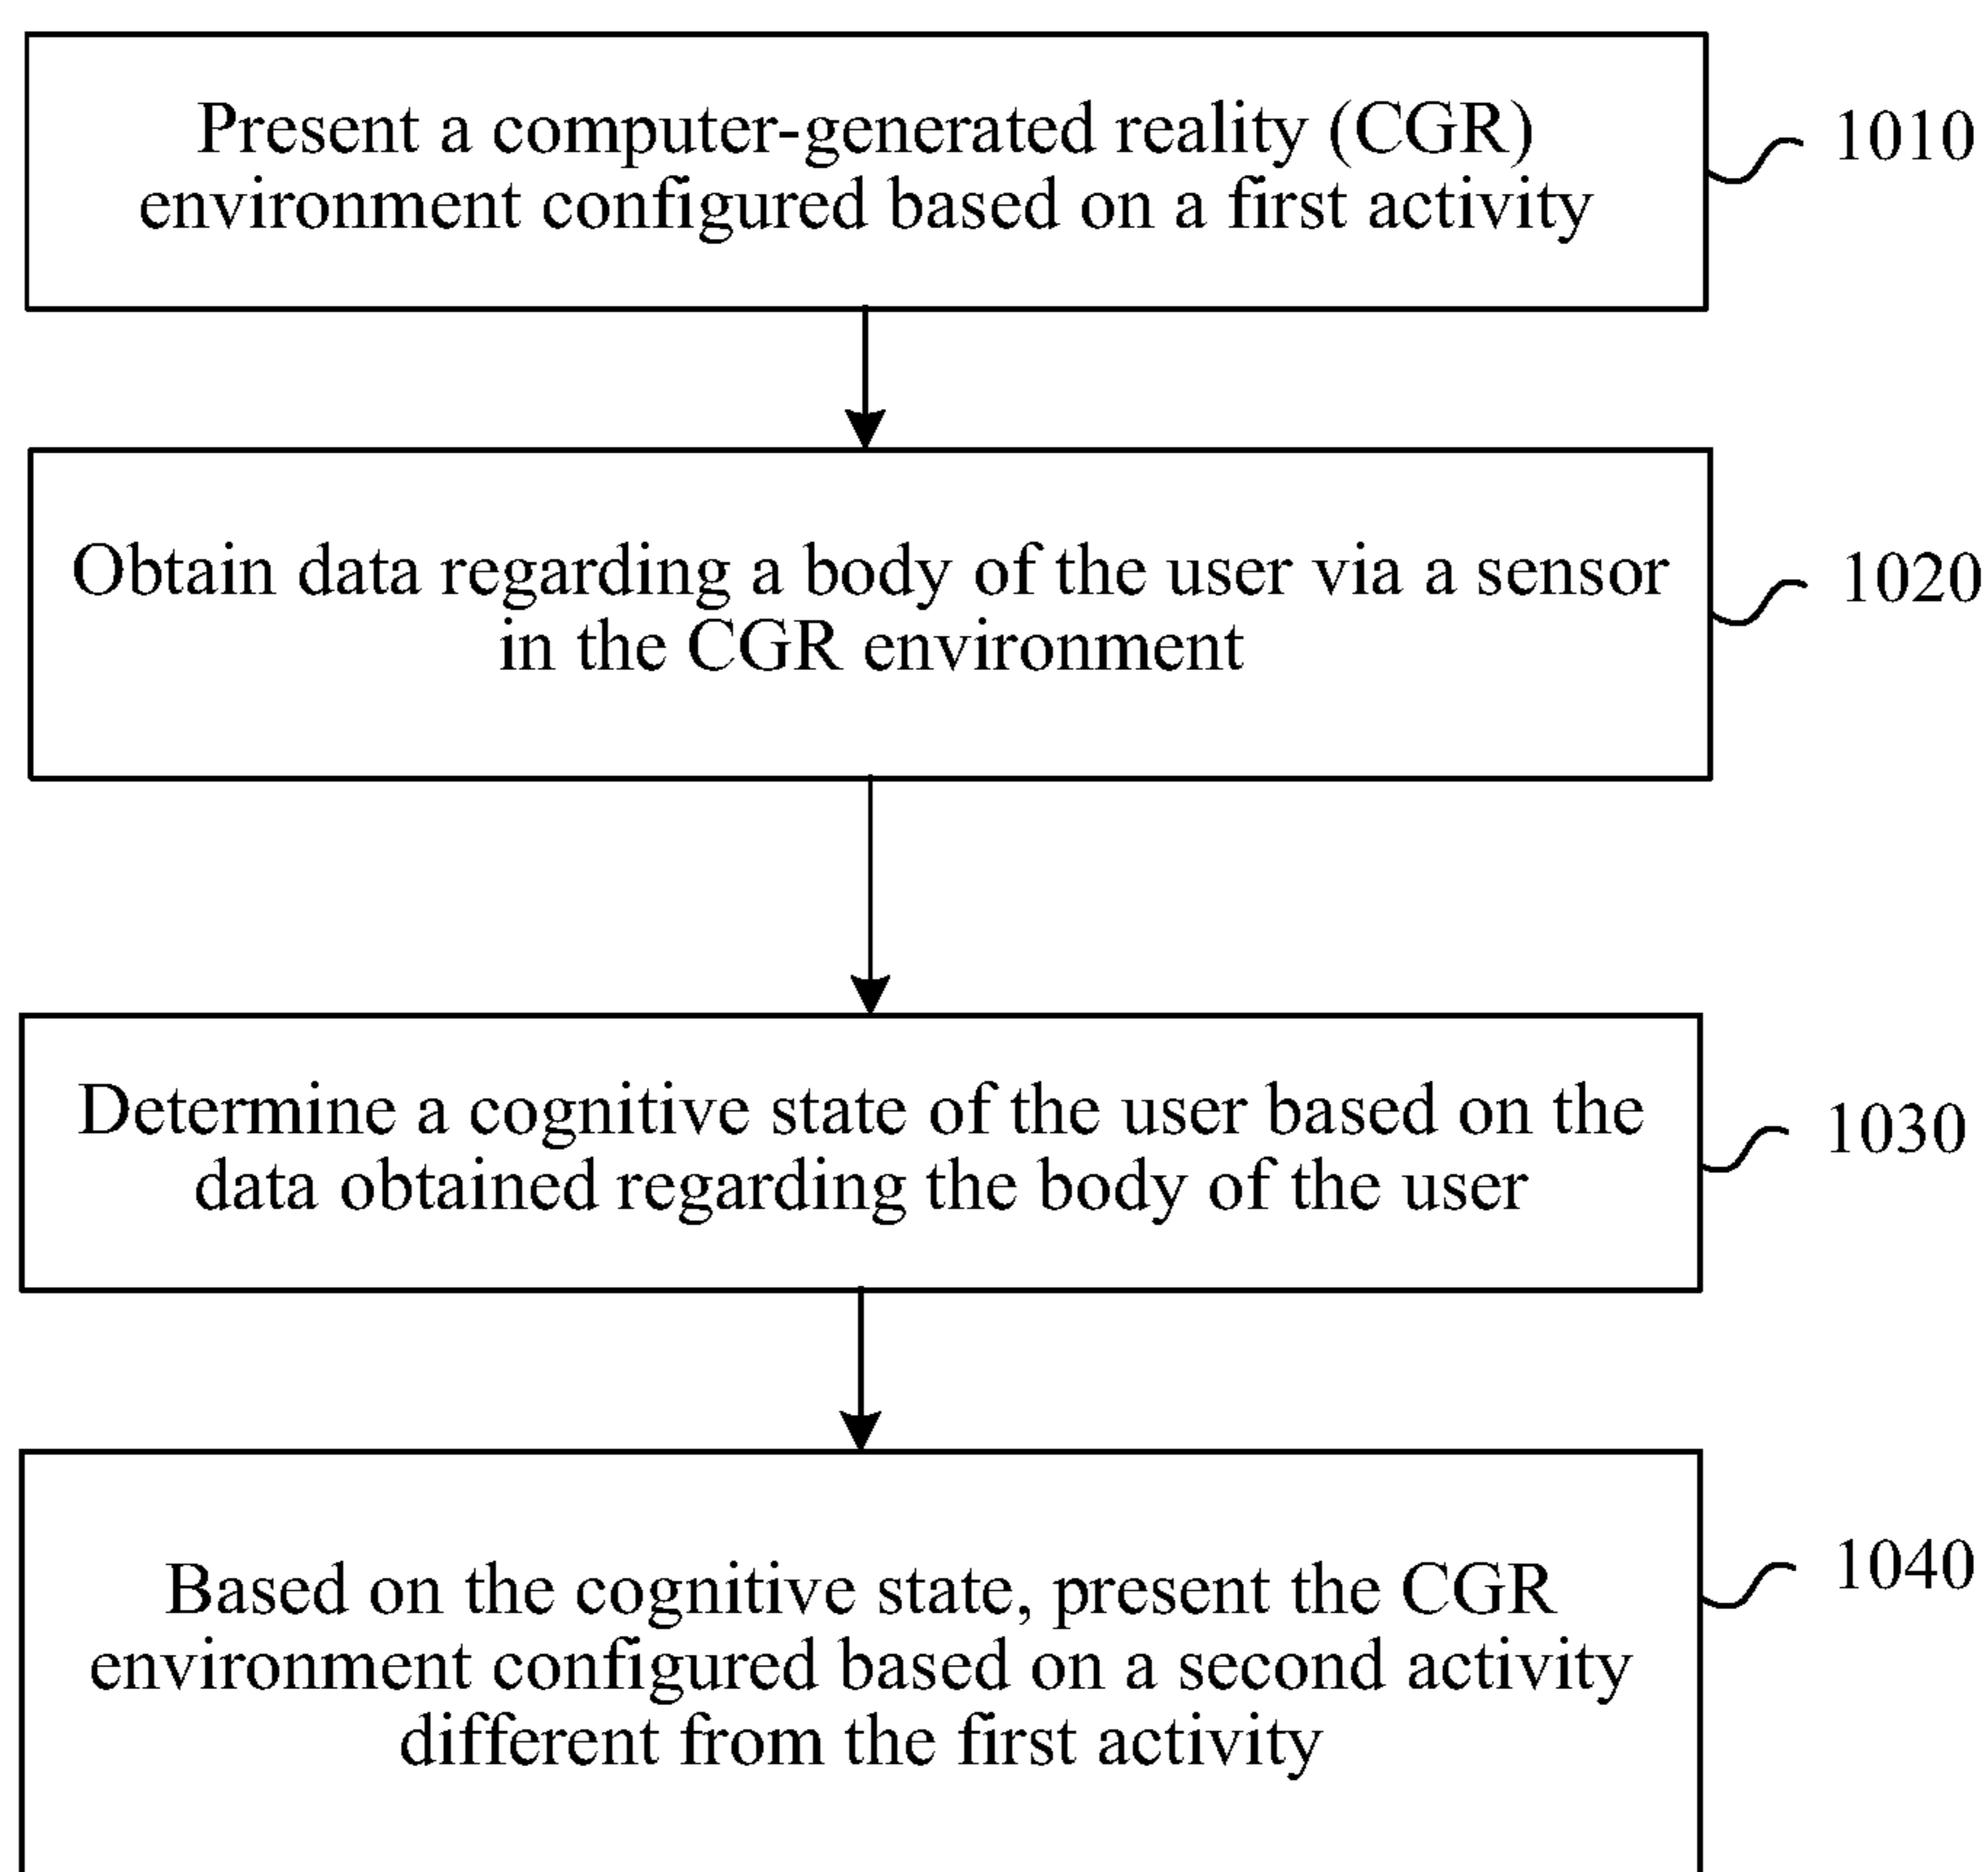 Present a computer-generated reality (CGR)
environment configured based on a first activity
1010
Obtain data regarding a body of the user via a sensor
in the CGR environment
1020
Determine a cognitive state of the user based on the
data obtained regarding the body of the user
1030
Based on the cognitive state, present the CGR
environment configured based on a second activity
different from the first activity
1040